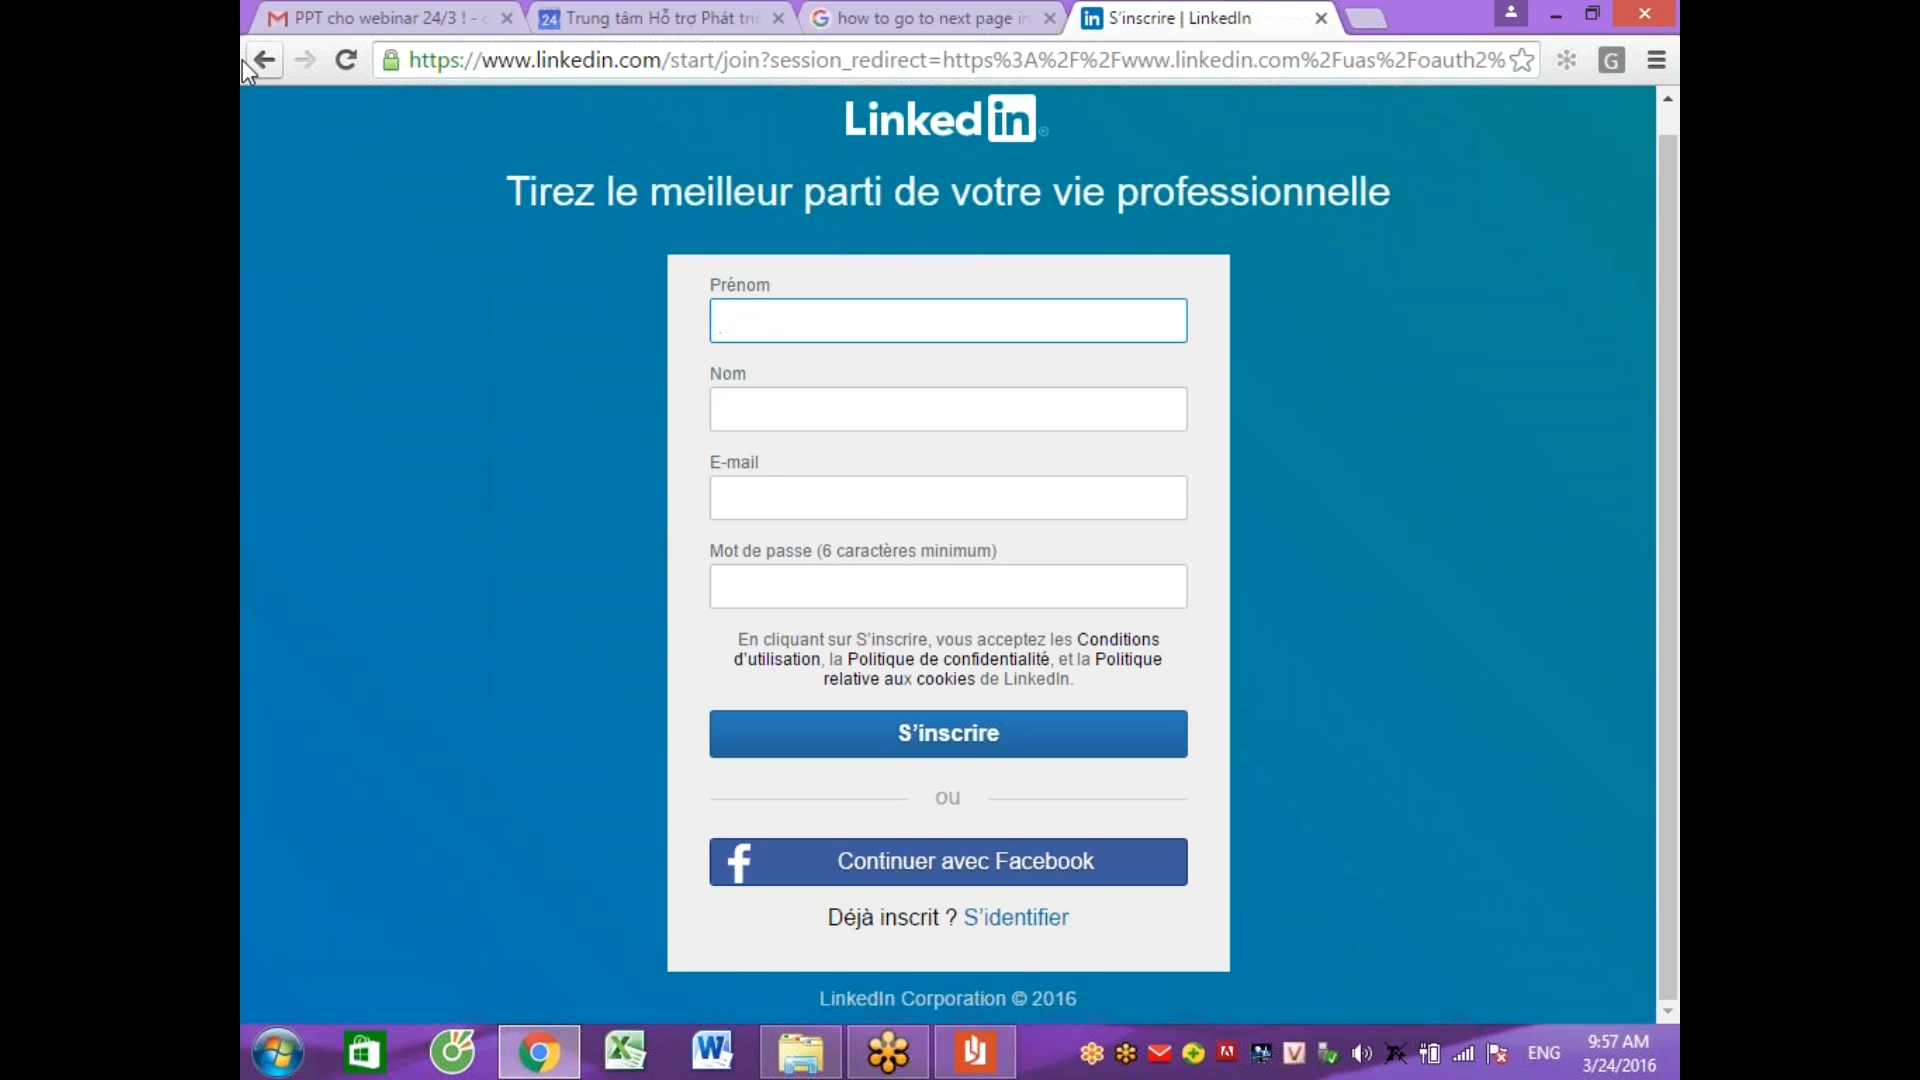 PPT cho webinar 24/3 ! -
24 Trung tâm Hỗ trợ Phát
how to go to next page in
in S'inscrire | LinkedIn
https://www.linkedin.com/start/join?session_redirect=https%3A%2F%2Fwww.linkedin.com%2Fuas%2Foauth2%
G
Linkedin
Tirez le meilleur parti de votre vie professionnelle
Prénom
Nom
E-mail
Mot de passe (6 caractères minimum)
En cliquant sur S’inscrire, vous acceptez les Conditions
d’utilisation, la Politique de confidentialité, et la Politique
relative aux cookies de LinkedIn.
S’inscrire
ou
f Continuer avec Facebook
Déjà inscrit ? S’identifier
LinkedIn Corporation © 2016
ENG
9:57 AM
3/24/2016